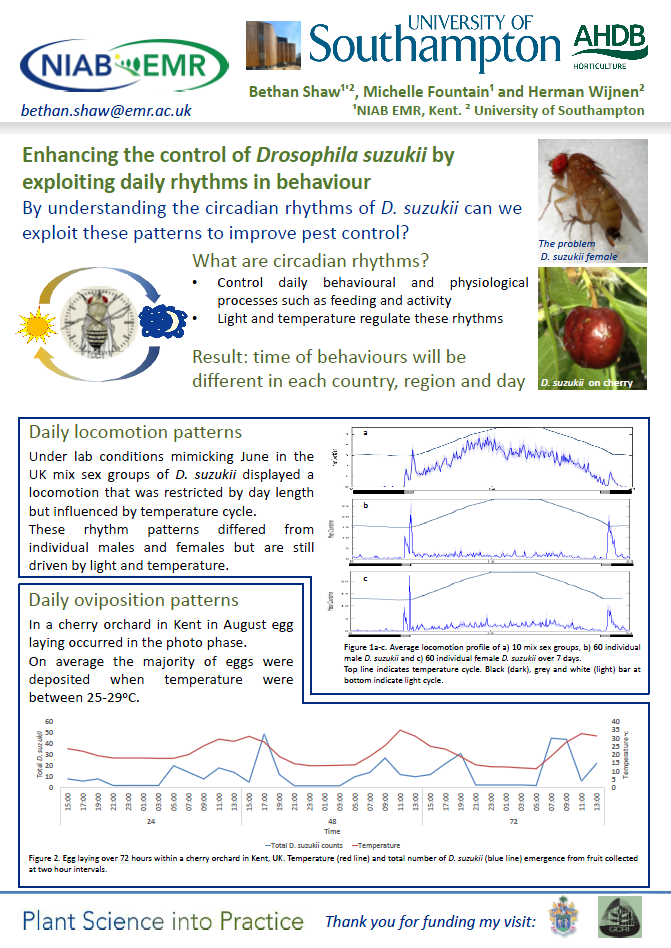 NIAB EMR
UNIVERSITY OF
Southampton
AHDB
HORTICULTURE
bethan.shaw@emr.ac.uk
Bethan Shaw¹'², Michelle Fountain¹ and Herman Wijnen²
¹NIAB EMR, Kent. ² University of Southampton
Enhancing the control of Drosophila suzukii by
exploiting daily rhythms in behaviour
By understanding the circadian rhythms of D. suzukii can we
exploit these patterns to improve pest control?
The problem
D. suzukii female
What are circadian rhythms?
• Control daily behavioural and physiological
processes such as feeding and activity
• Light and temperature regulate these rhythms
Result: time of behaviours will be
different in each country, region and day
D. suzukii on cherry
Daily locomotion patterns
Under lab conditions mimicking June in the
UK mix sex groups of D. suzukii displayed a
locomotion that was restricted by day length
but influenced by temperature cycle.
These rhythm patterns differed from
individual males and females but are still
driven by light and temperature.
a
b
c
Figure 1a-c. Average locomotion profile of a) 10 mix sex groups, b) 60 individual
male D. suzukii and c) 60 individual female D. suzukii over 7 days.
Top line indicates temperature cycle. Black (dark), grey and white (light) bar at
bottom indicate light cycle.
Daily oviposition patterns
In a cherry orchard in Kent in August egg
laying occurred in the photo phase.
On average the majority of eggs were
deposited when temperature were
between 25-29°C.
Total D. suzukii
60
50
40
30
20
10
0
40
35
30
25
20
15
10
5
0
Temperature°C
15:00 17:00 19:00 21:00 23:00 01:00 03:00 05:00 07:00 09:00 11:00 13:00 15:00 17:00 19:00 21:00 23:00 01:00 03:00 05:00 07:00 09:00 11:00 13:00 15:00 17:00 19:00 21:00 23:00 01:00 03:00 05:00 07:00 09:00 11:00 13:00
24 48 72
Time
Total D. suzukii counts Temperature
Figure 2. Egg laying over 72 hours within a cherry orchard in Kent, UK. Temperature (red line) and total number of D. suzukii (blue line) emergence from fruit collected
at two hour intervals.
Plant Science into Practice
Thank you for funding my visit:
GCRI